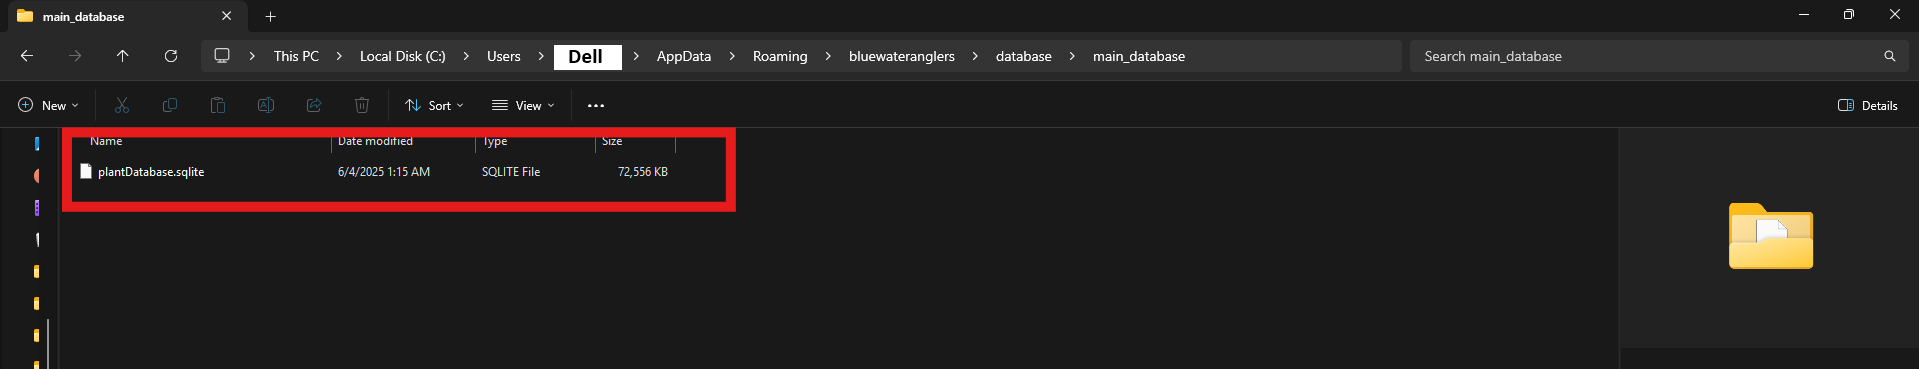 main_database
This PC > Local Disk (C:) > Users > Dell > AppData > Roaming > bluewateranglers > database > main_database
Search main_database
New
Sort
View
Details
Name Date modified Type Size
plantDatabase.sqlite 6/4/2025 1:15 AM SQLITE File 72,556 KB